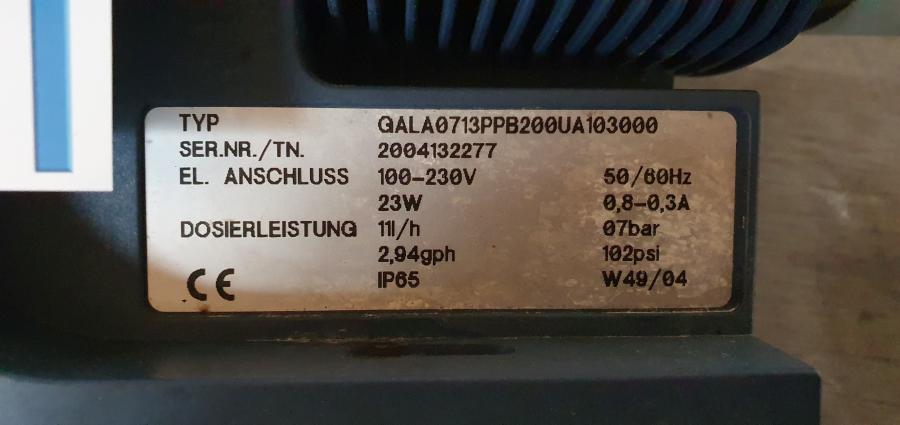 TYP GALA0713PPB200UA103000
SER.NR./TN. 2004132277
EL. ANSCHLUSS 100-230V 50/60Hz
23W 0,8-0,3A
DOSIERLEISTUNG 11l/h 07bar
2,94gph 102psi
CE IP65 W49/04